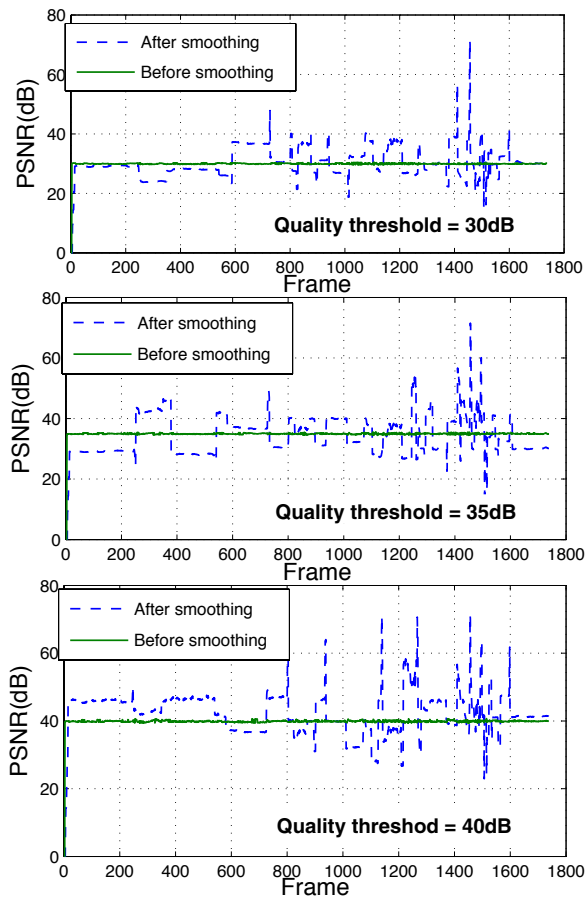 80
60
40
20
0
PSNR(dB)
After smoothing
Before smoothing
Quality threshold = 30dB
0 200 400 600 800 1000 1200 1400 1600 1800
Frame
80
60
40
20
0
PSNR(dB)
After smoothing
Before smoothing
Quality threshold = 35dB
0 200 400 600 800 1000 1200 1400 1600 1800
Frame
80
60
40
20
0
PSNR(dB)
After smoothing
Before smoothing
Quality threshod = 40dB
0 200 400 600 800 1000 1200 1400 1600 1800
Frame